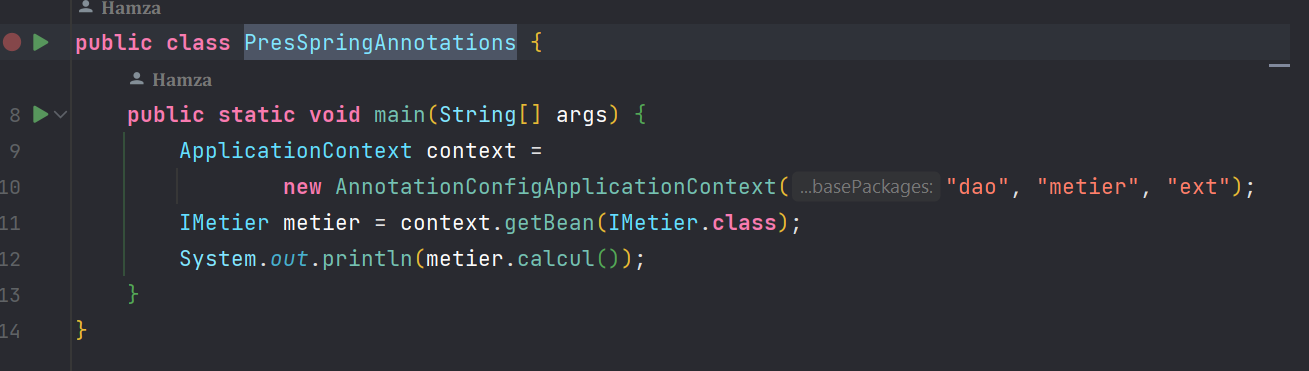 Hamza
public class PresSpringAnnotations {
Hamza
8 public static void main(String[] args) {
9 ApplicationContext context =
10 new AnnotationConfigApplicationContext( ...basePackages: "dao", "metier", "ext");
11 IMetier metier = context.getBean(IMetier.class);
12 System.out.println(metier.calcul());
13 }
14 }